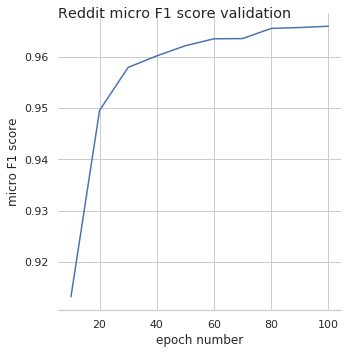 Reddit micro F1 score validation
0.96
0.95
0.94
0.93
0.92
micro F1 score
20 40 60 80 100
epoch number